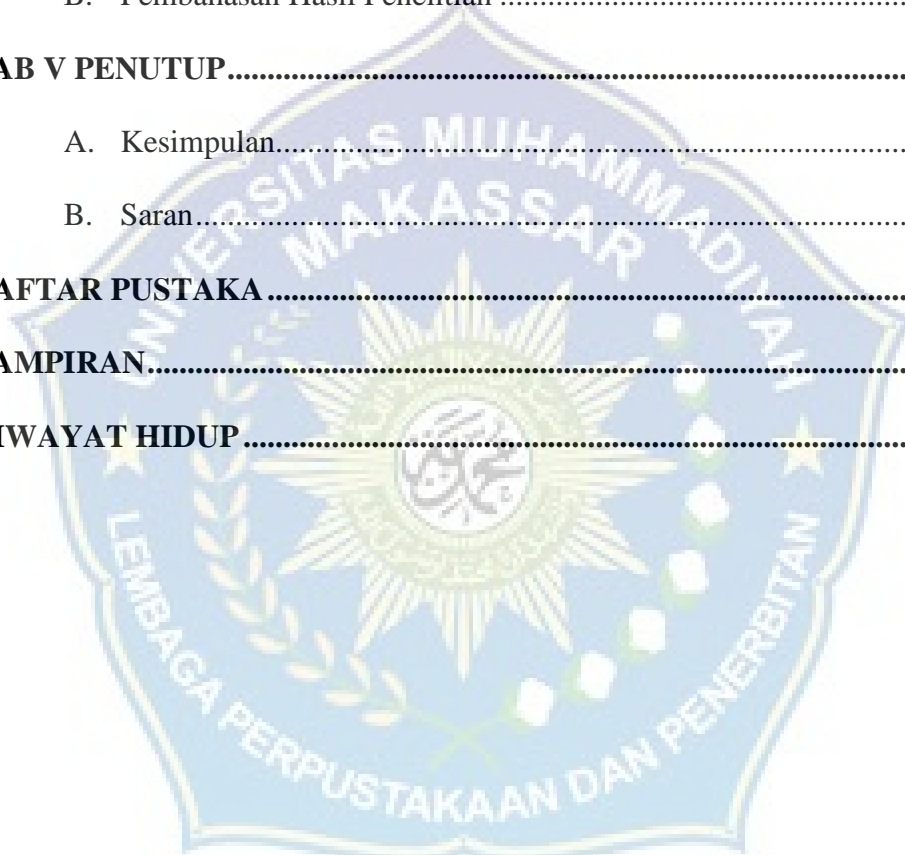 B. Pembahasan Hasil Penelitian ........................................................
AB V PENUTUP........................................................................
A. Kesimpulan........................................................................
B. Saran........................................................................
AFTAR PUSTAKA ........................................................................
AMPIRAN........................................................................
IWAYAT HIDUP........................................................................
UNIVERSITAS MUHAMMADIYAH
MAKASSAR
LEMBAGA PERPUSTAKAAN DAN PENERBITAN